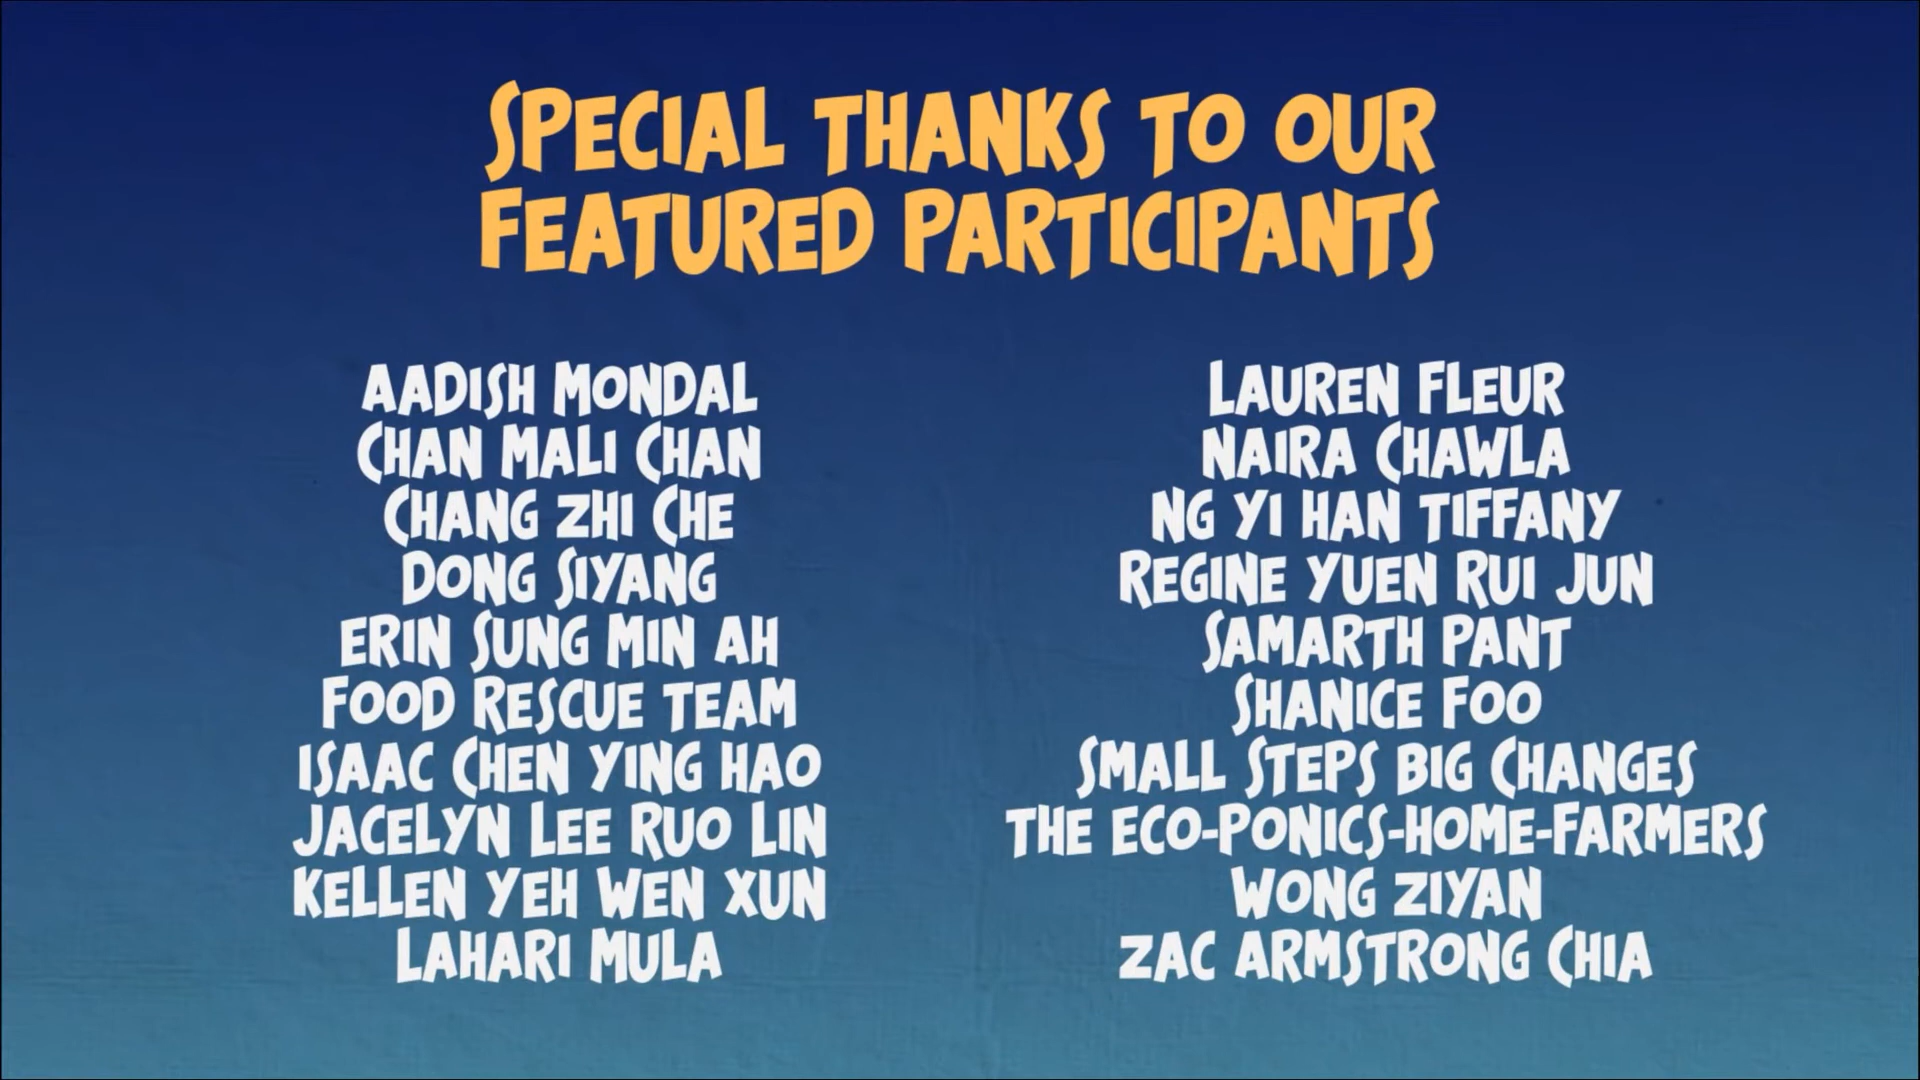 SPECIAL THANKS TO OUR
FEATURED PARTICIPANTS
AADISH MONDAL
CHAN MALI CHAN
CHANG ZHI CHE
DONG SIYANG
ERIN SUNG MIN AH
FOOD RESCUE TEAM
ISAAC CHEN YING HAO
JACELYN LEE RUO LIN
KELLEN YEH WEN XUN
LAHARI MULA
LAUREN FLEUR
NAIRA CHAWLA
NG YI HAN TIFFANY
REGINE YUEN RUI JUN
SAMARTH PANT
SHANICE FOO
SMALL STEPS BIG CHANGES
THE ECO-PONICS-HOME-FARMERS
WONG ZIYAN
ZAC ARMSTRONG CHIA